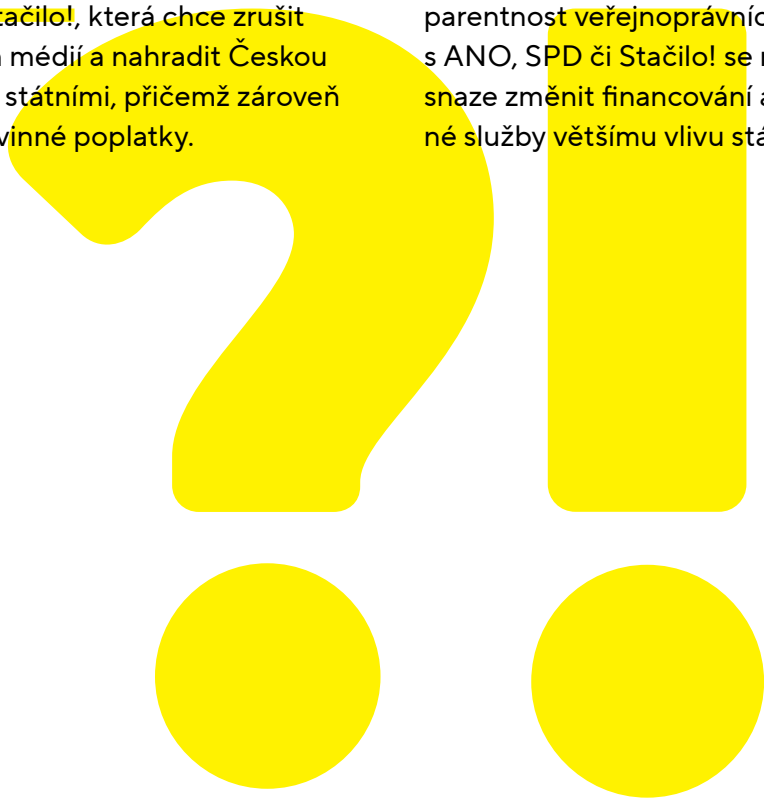 tačilo!, která chce zrušit
médií a nahradit Českou
státními, přičemž zároveň
vinné poplatky.
parentnost veřejnoprávníc
s ANO, SPD či Stačilo! se
snaze změnit financování
né služby většímu vlivu stá
?!